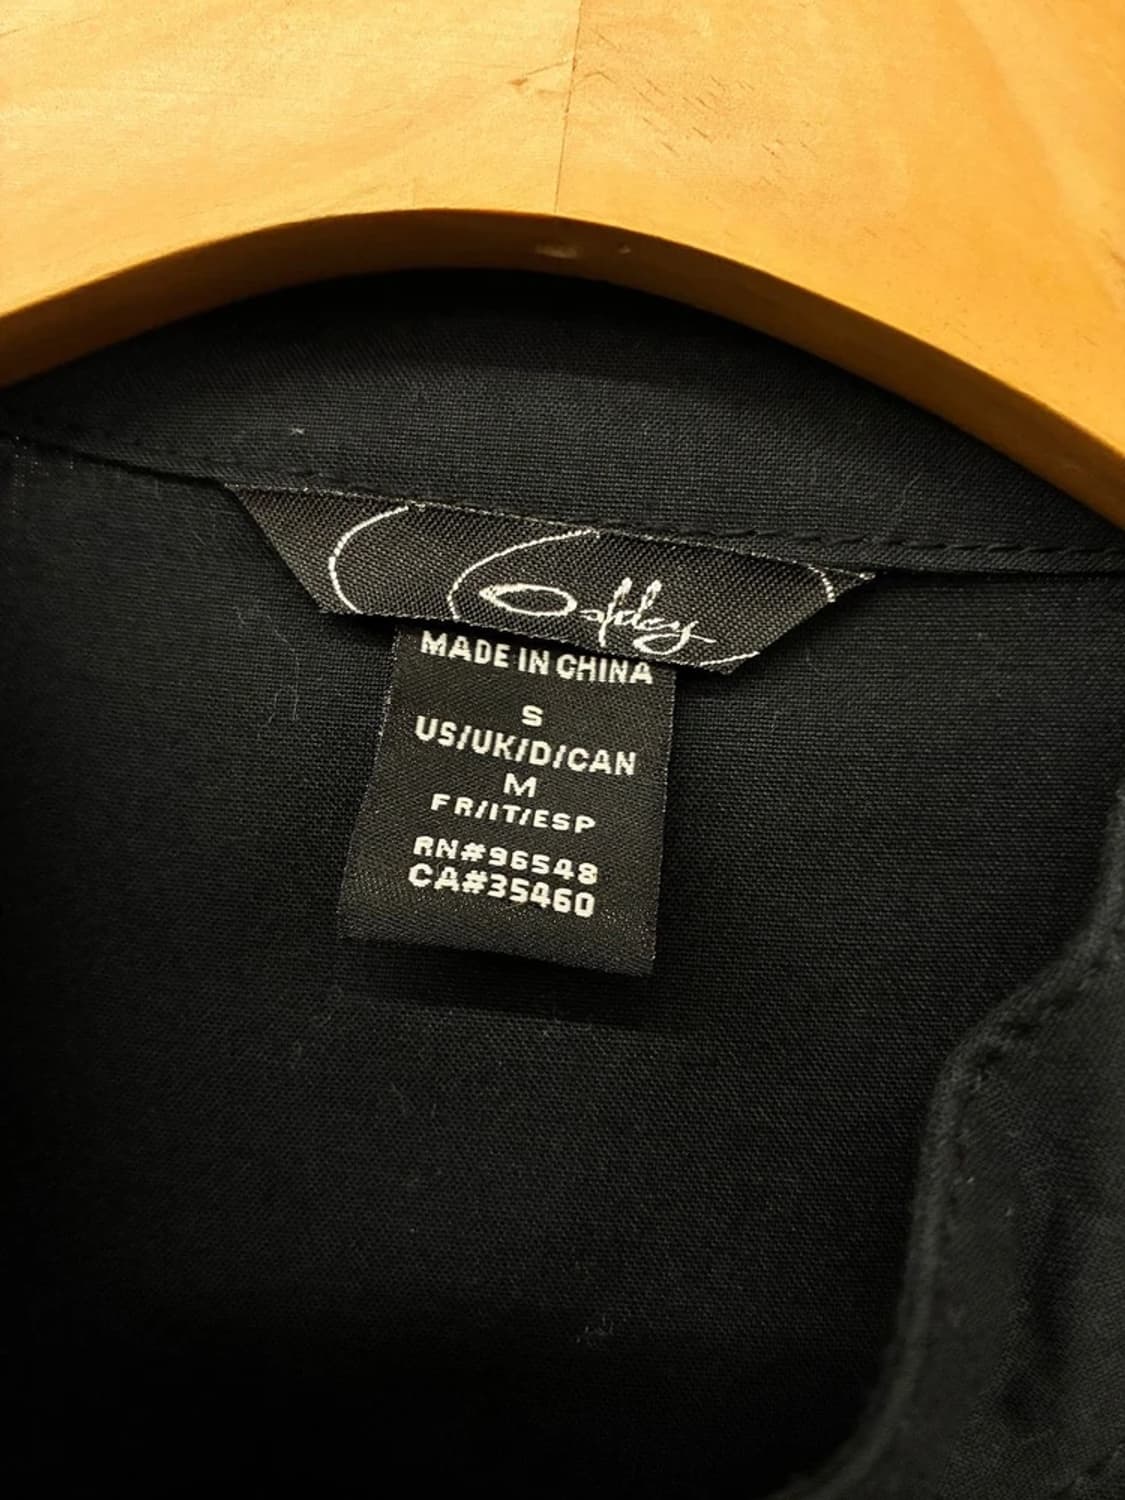 Oakley
MADE IN CHINA
S
US/UK/D/CAN
M
FR/IT/ESP
RN#96548
CA#35460